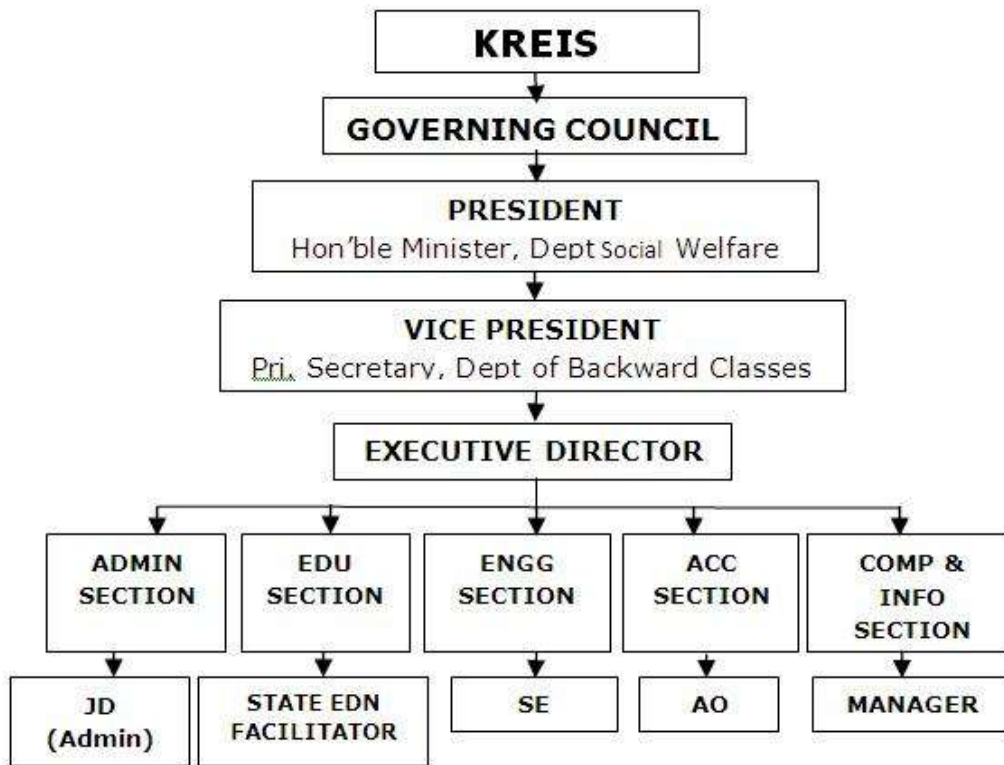 KREIS
GOVERNING COUNCIL
PRESIDENT
Hon'ble Minister, Dept Social Welfare
VICE PRESIDENT
Pri. Secretary, Dept of Backward Classes
EXECUTIVE DIRECTOR
ADMIN
SECTION
EDU
SECTION
ENGG
SECTION
ACC
SECTION
COMP &
INFO
SECTION
JD
(Admin)
STATE EDN
FACILITATOR
SE
AO
MANAGER